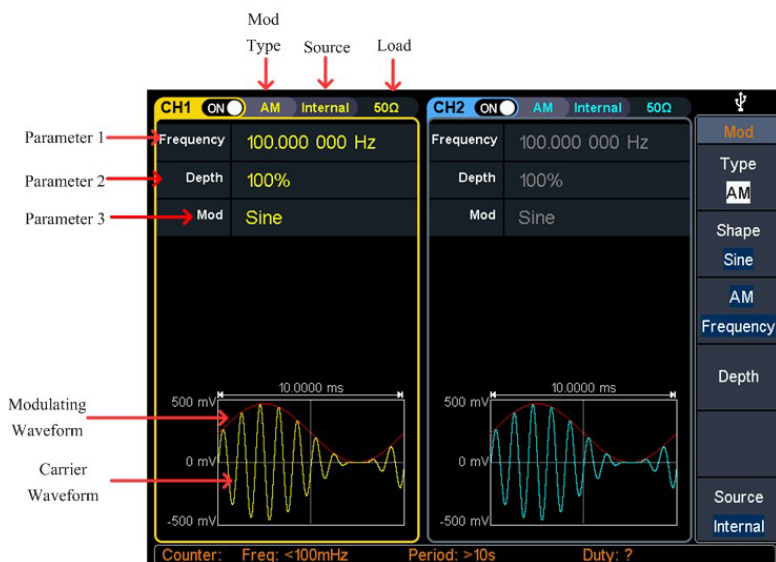 Mod
Type
Source
Load
CH1 ON AM Internal 50Ω
CH2 ON AM Internal 50Ω
Parameter 1
Frequency 100.000 000 Hz
Frequency 100.000 000 Hz
Parameter 2
Depth 100%
Depth 100%
Parameter 3
Mod Sine
Mod Sine
Mod
Type
AM
Shape
Sine
AM
Frequency
Depth
Source
Internal
Modulating
Waveform
Carrier
Waveform
10.0000 ms
500 mV
0 mV
-500 mV
10.0000 ms
500 mV
0 mV
-500 mV
Counter: Freq: <100mHz Period: >10s Duty: ?